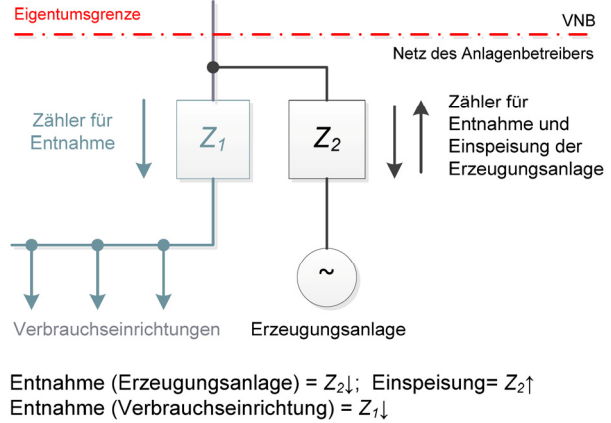 Eigentumsgrenze
VNB
Netz des Anlagenbetreibers
Zähler für
Entnahme
Z1
Z2
Zähler für
Entnahme und
Einspeisung der
Erzeugungsanlage
~
Verbrauchseinrichtungen
Erzeugungsanlage
Entnahme (Erzeugungsanlage) = Z2↓; Einspeisung= Z2↑
Entnahme (Verbrauchseinrichtung) = Z1↓